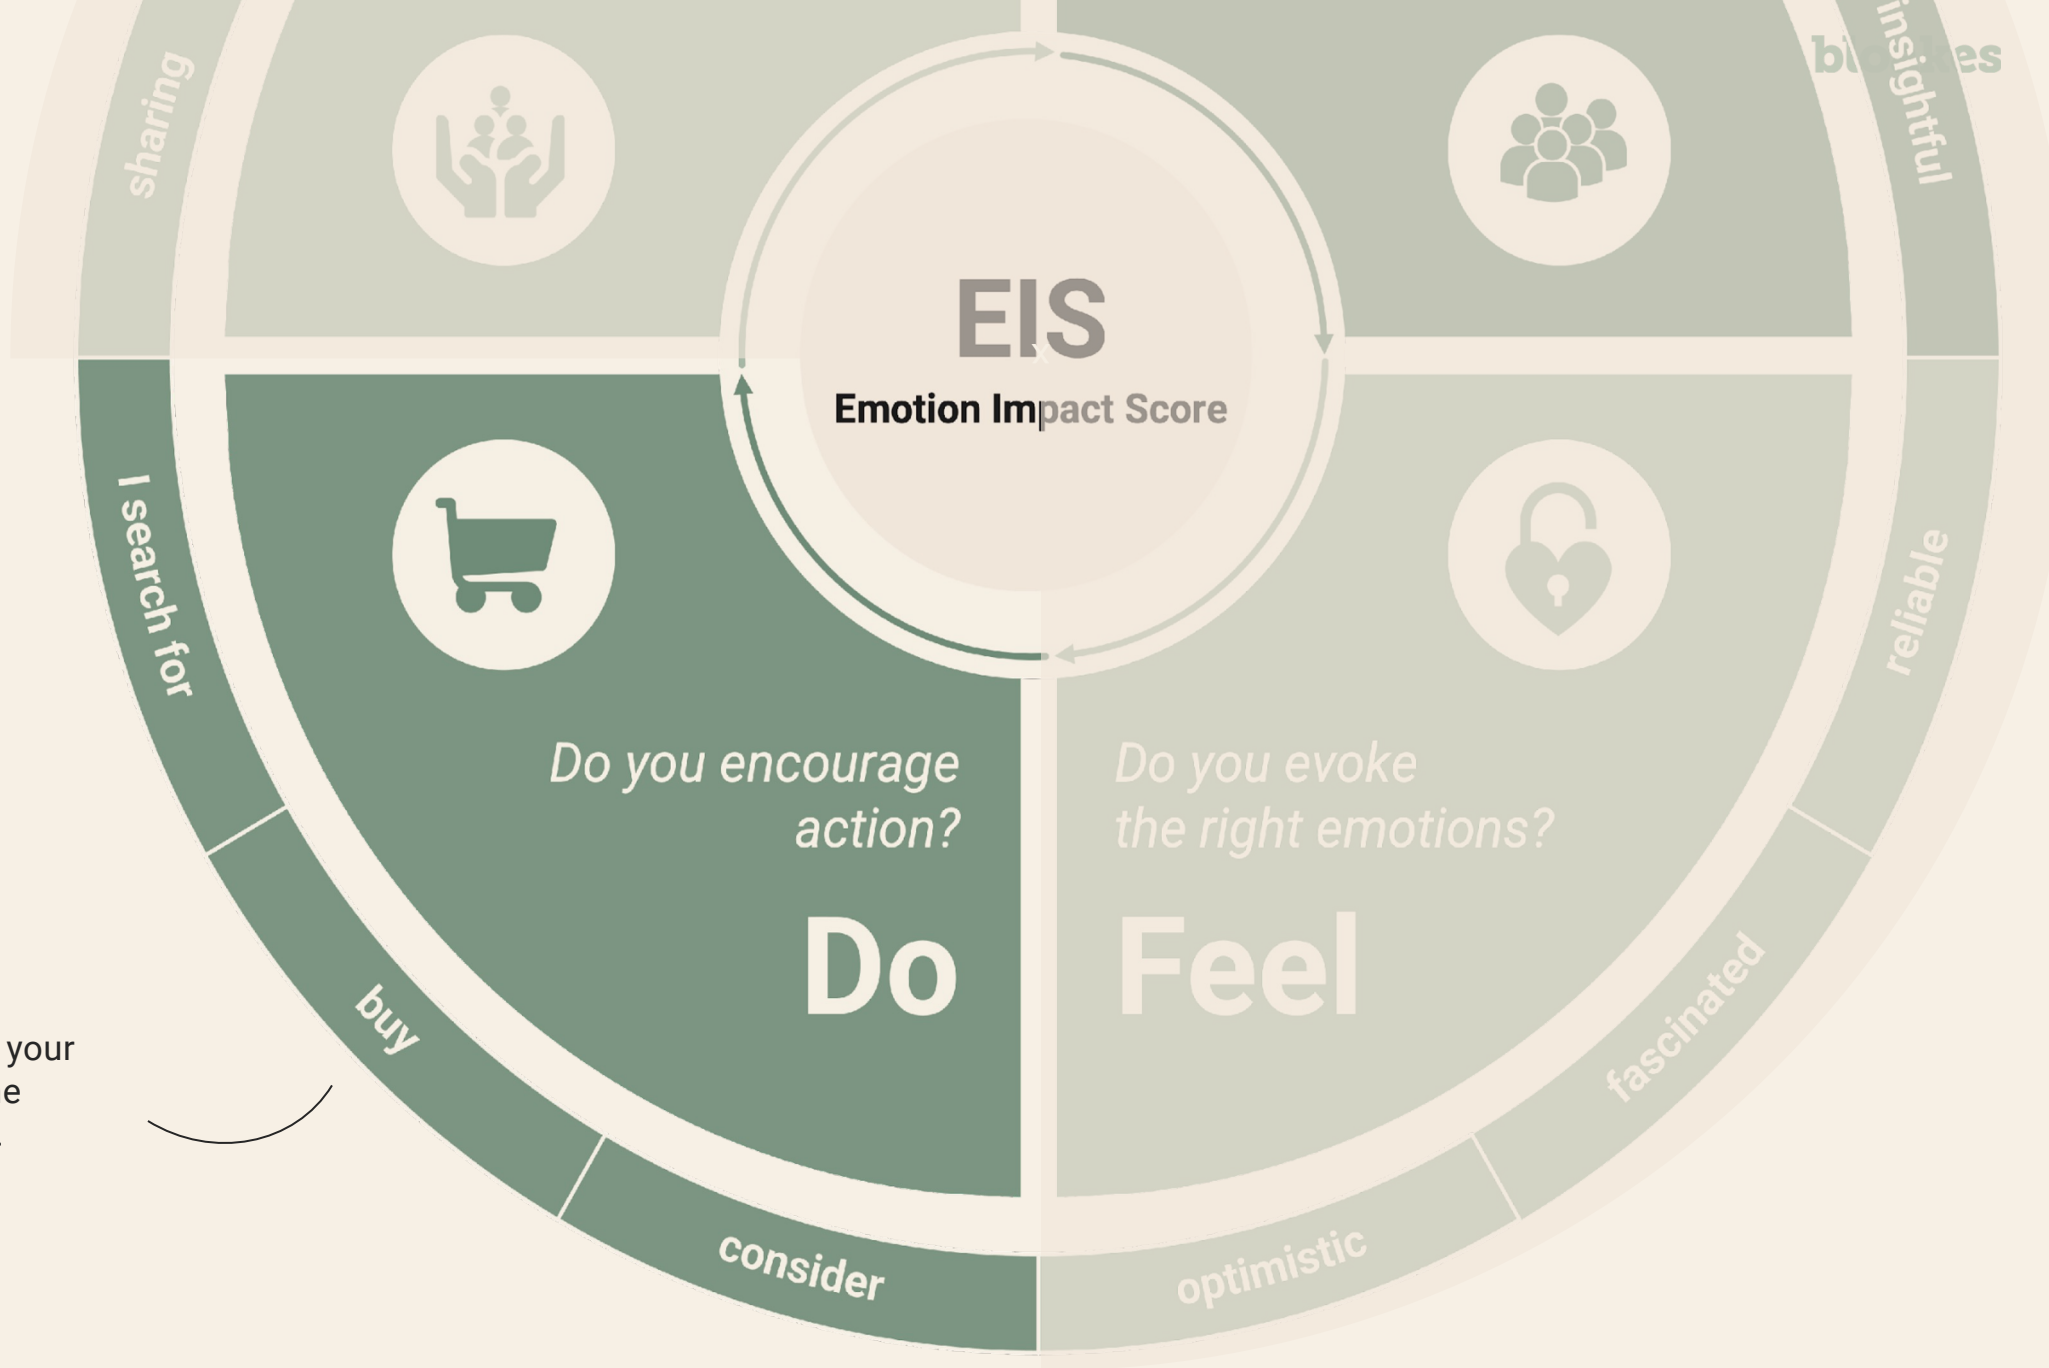 sharing
insightful
EIS
Emotion Impact Score
I search for
reliable
Do you encourage
action?
Do you evoke
the right emotions?
Do
Feel
buy
fascinated
your
consider
optimistic